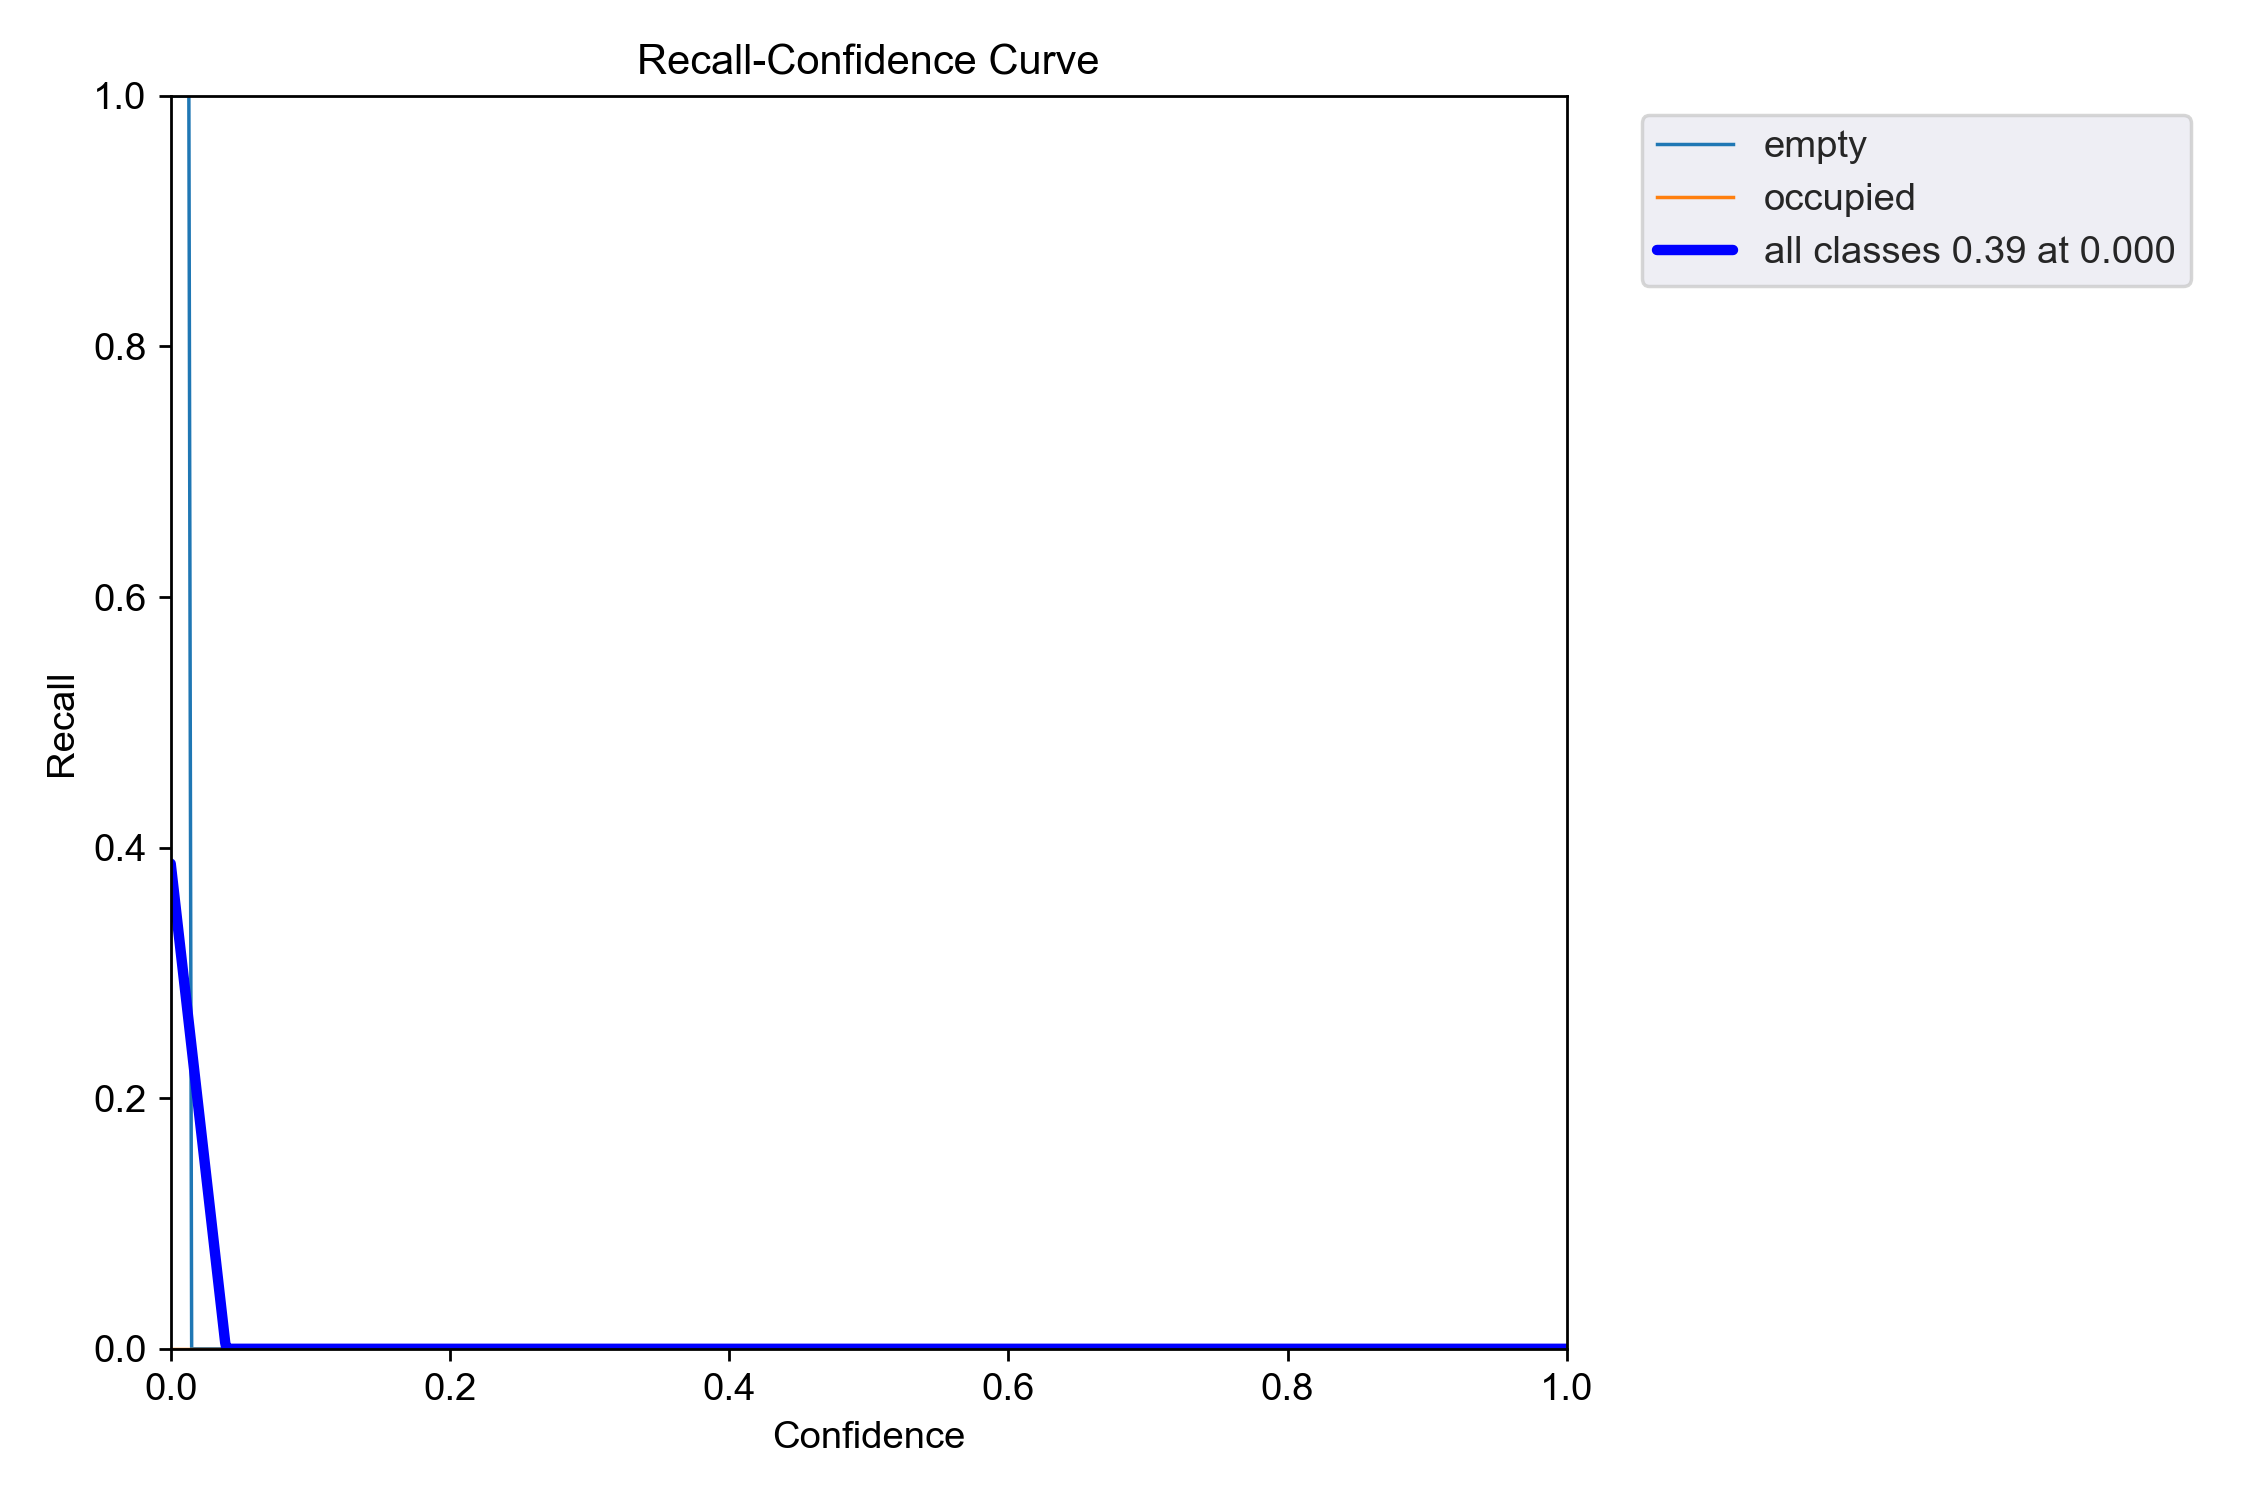 Recall-Confidence Curve
1.0
0.8
0.6
0.4
0.2
0.0
Recall
0.0 0.2 0.4 0.6 0.8 1.0
Confidence
empty
occupied
all classes 0.39 at 0.000